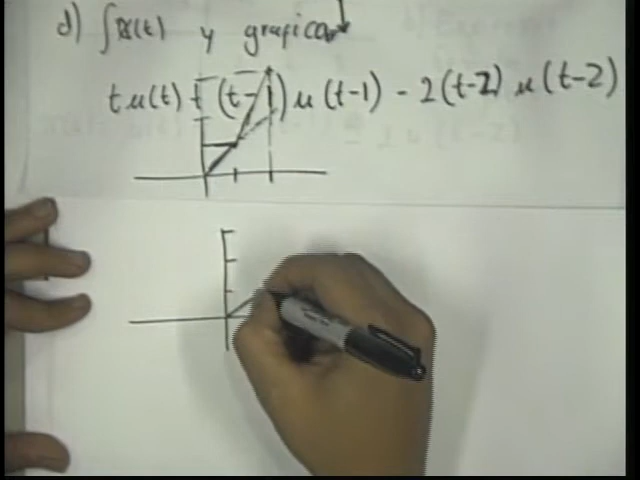 d) ∫ x(t) y graficar
t u(t) + (t-1) u(t-1) - 2(t-2) u(t-2)